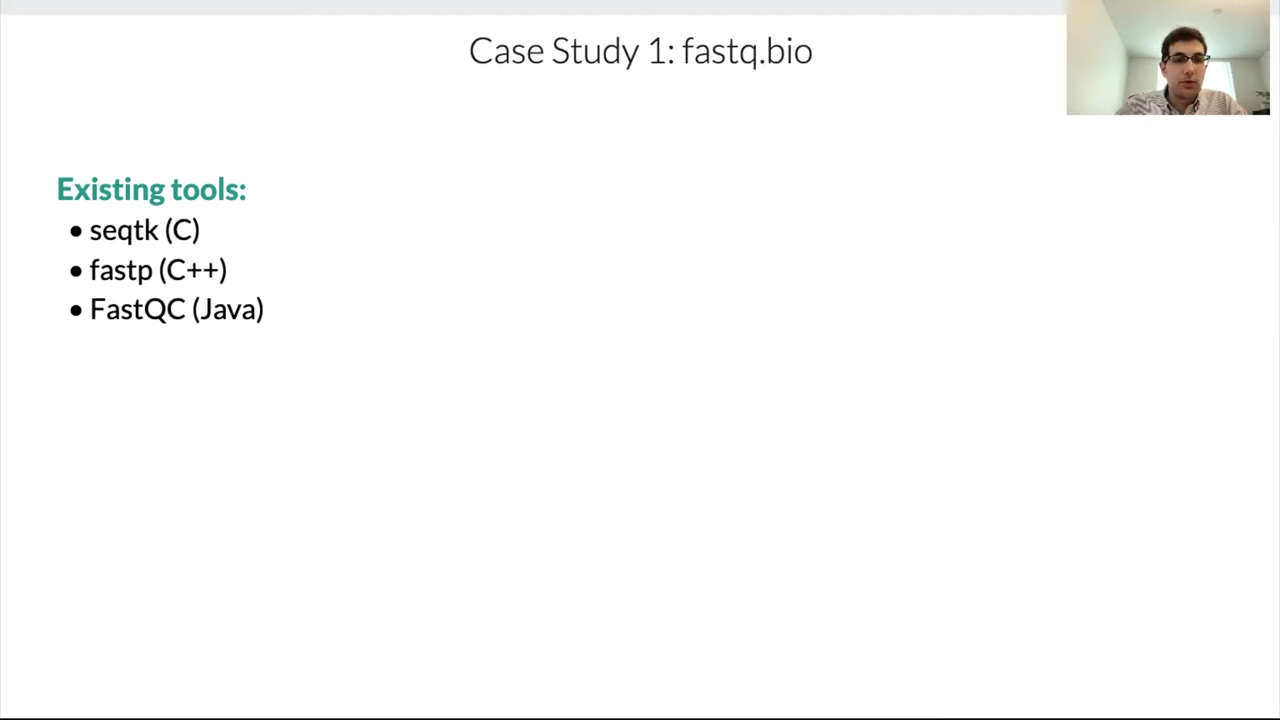 Case Study 1: fastq.bio
Existing tools:
• seqtk (C)
• fastp (C++)
• FastQC (Java)